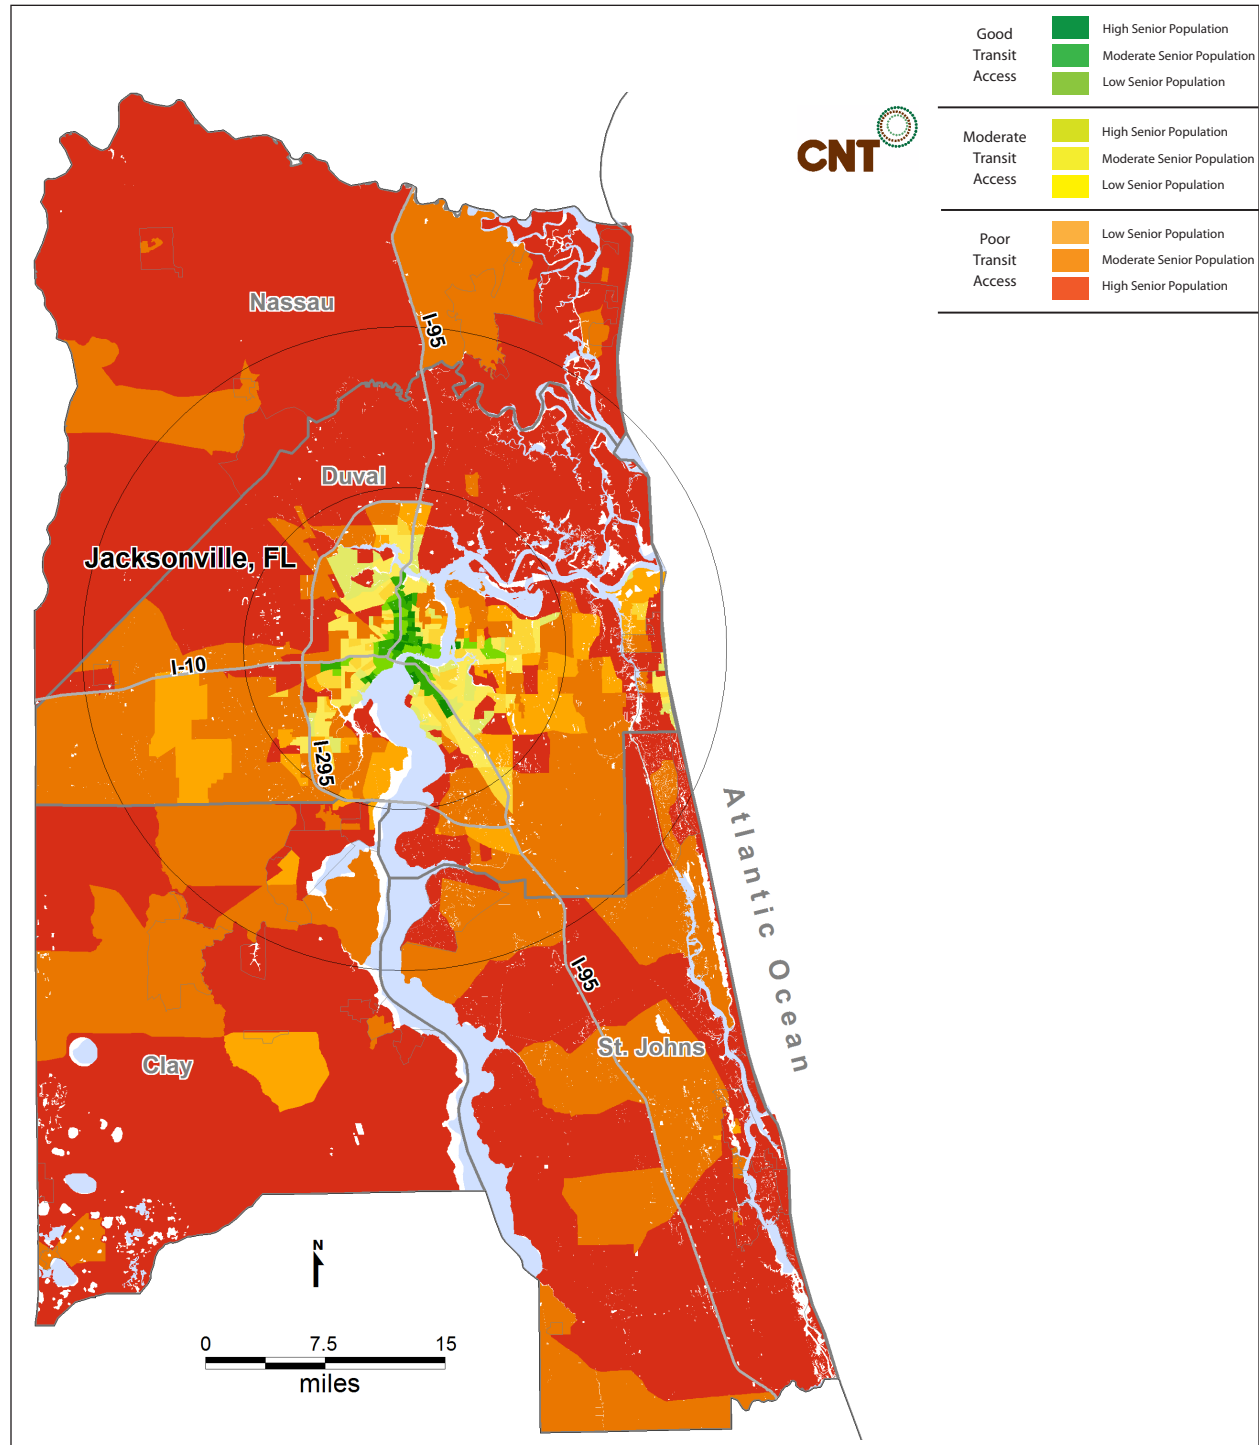 Good
Transit
Access
High Senior Population
Moderate Senior Population
Low Senior Population
CNT
Moderate
Transit
Access
High Senior Population
Moderate Senior Population
Low Senior Population
Poor
Transit
Access
Low Senior Population
Moderate Senior Population
High Senior Population
Nassau
I-95
Duval
Jacksonville, FL
I-10
I-295
Atlantic Ocean
I-95
St. Johns
Clay
N
0 7.5 15
miles